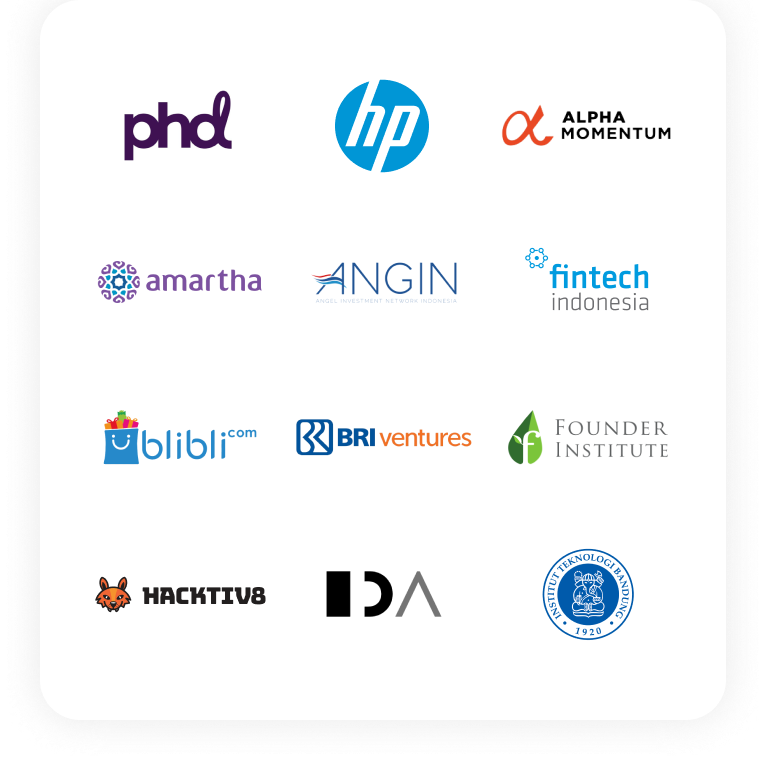 phd
hp
ALPHA
MOMENTUM
amartha
ANGIN
ANGEL INVESTMENT NETWORK INDONESIA
fintech
indonesia
blibli.com
BRI ventures
f
FOUNDER
INSTITUTE
HACKTIV8
IDA
INSTITUT TEKNOLOGI BANDUNG
1920